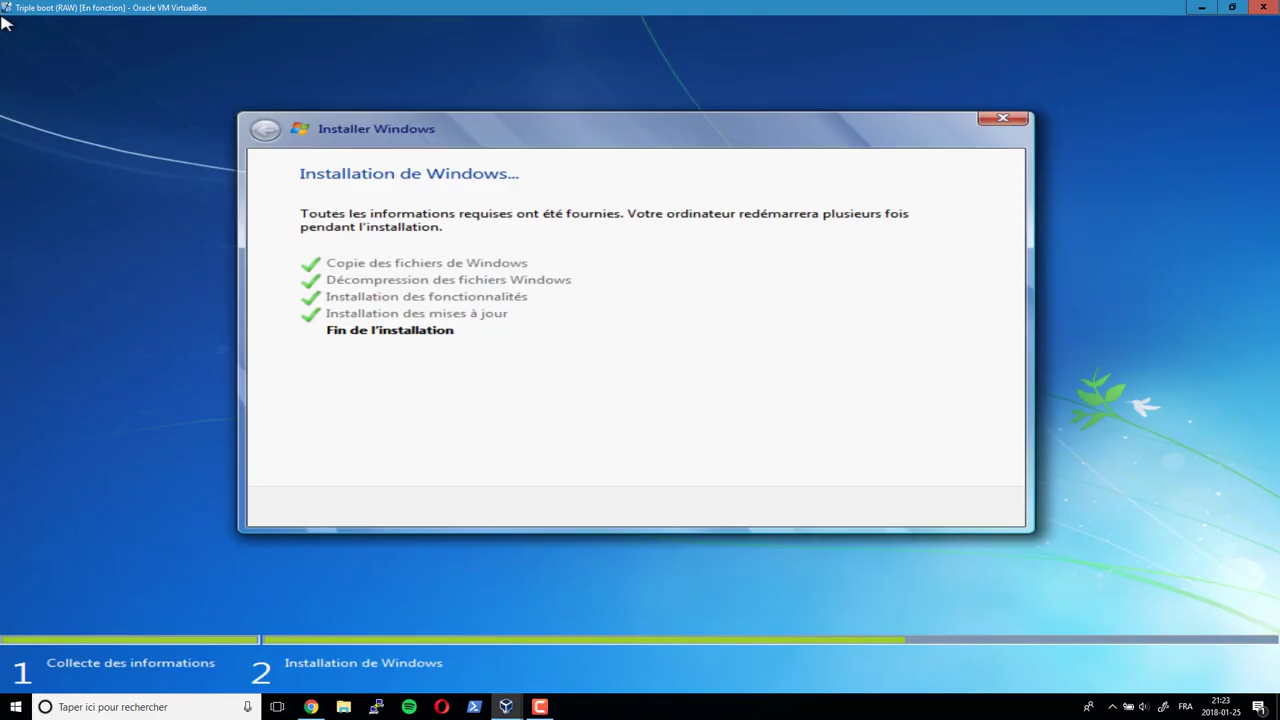 Triple boot (RAW) [En fonction] - Oracle VM VirtualBox
Installer Windows
Installation de Windows...
Toutes les informations requises ont été fournies. Votre ordinateur redémarrera plusieurs fois
pendant l'installation.
Copie des fichiers de Windows
Décompression des fichiers Windows
Installation des fonctionnalités
Installation des mises à jour
Fin de l'installation
1 Collecte des informations
2 Installation de Windows
Taper ici pour rechercher
FRA
21:23
2018-01-25